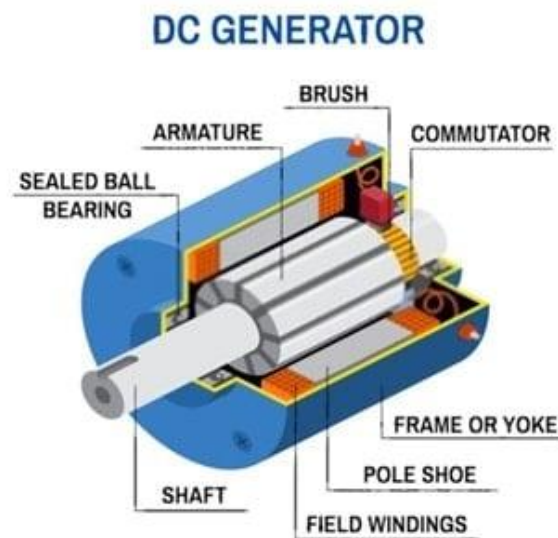 DC GENERATOR
BRUSH
ARMATURE
COMMUTATOR
SEALED BALL
BEARING
FRAME OR YOKE
POLE SHOE
SHAFT
FIELD WINDINGS